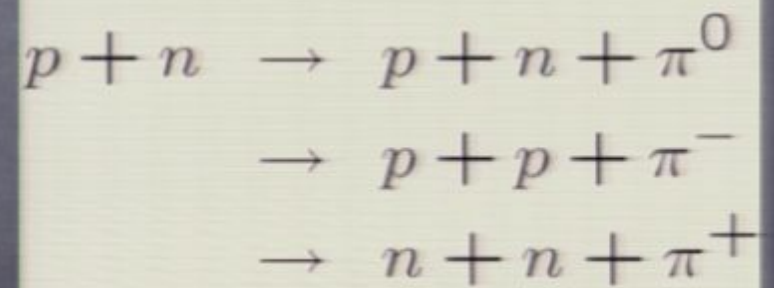 p + n → p + n + π⁰
→ p + p + π⁻
→ n + n + π⁺